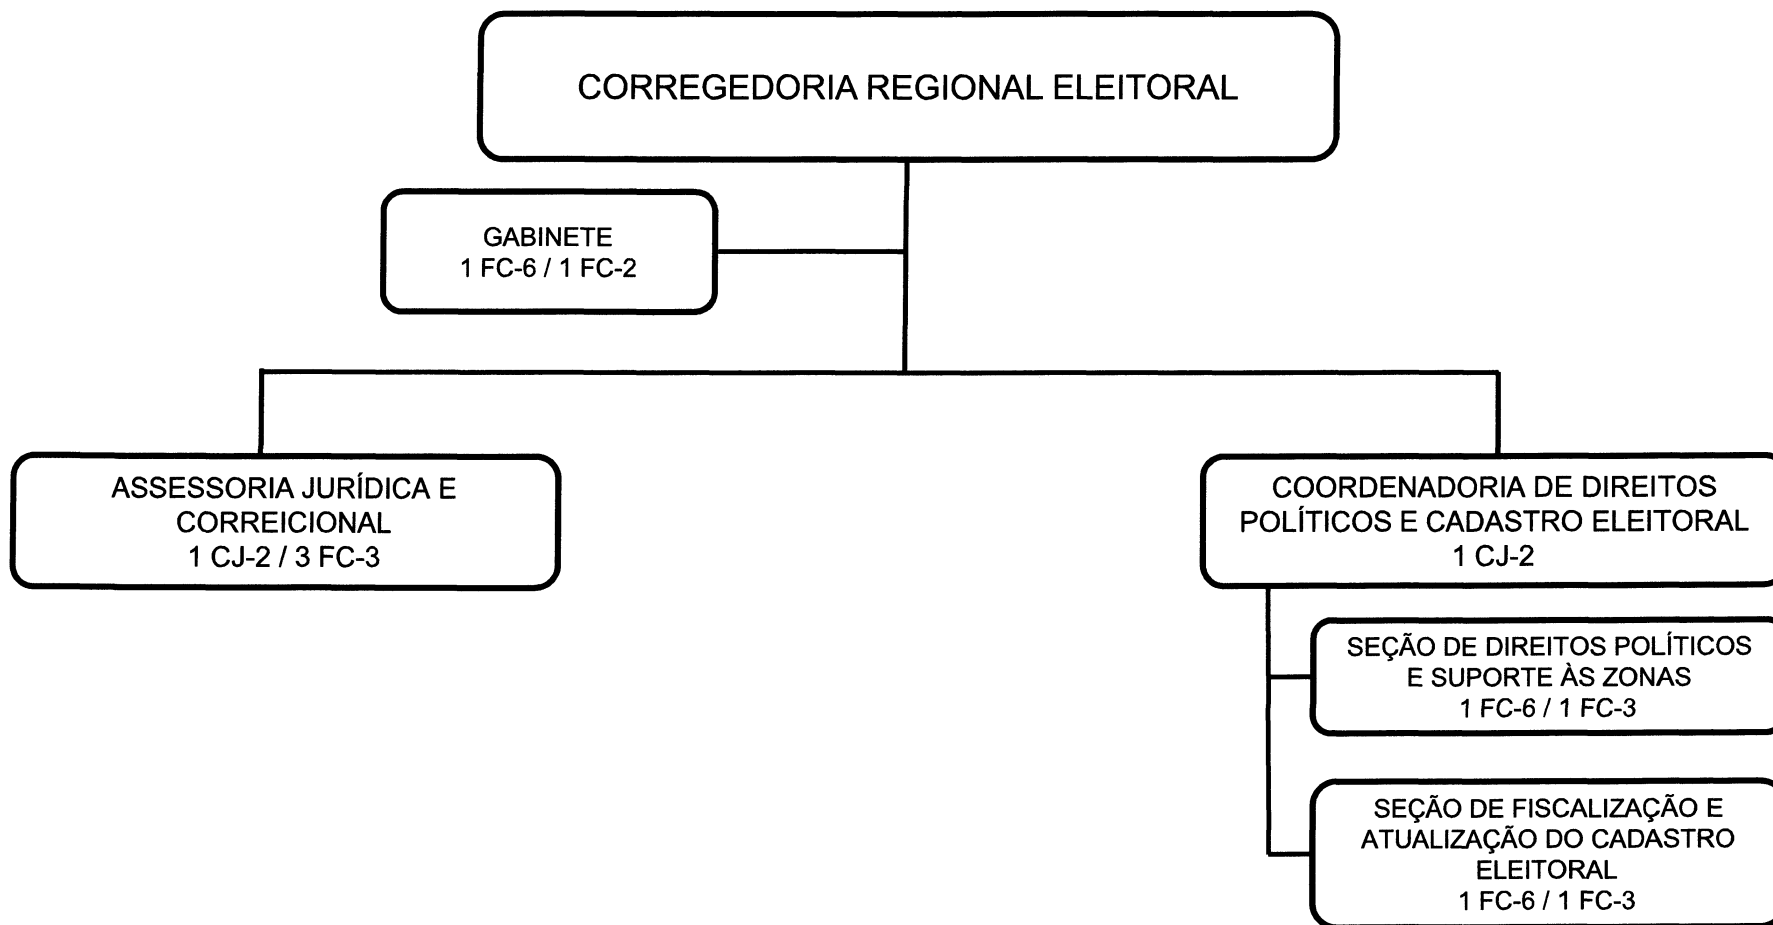 CORREGEDORIA REGIONAL ELEITORAL
GABINETE
1 FC-6 / 1 FC-2
ASSESSORIA JURÍDICA E
CORREICIONAL
1 CJ-2 / 3 FC-3
COORDENADORIA DE DIREITOS
POLÍTICOS E CADASTRO ELEITORAL
1 CJ-2
SEÇÃO DE DIREITOS POLÍTICOS
E SUPORTE ÀS ZONAS
1 FC-6 / 1 FC-3
SEÇÃO DE FISCALIZAÇÃO E
ATUALIZAÇÃO DO CADASTRO
ELEITORAL
1 FC-6 / 1 FC-3